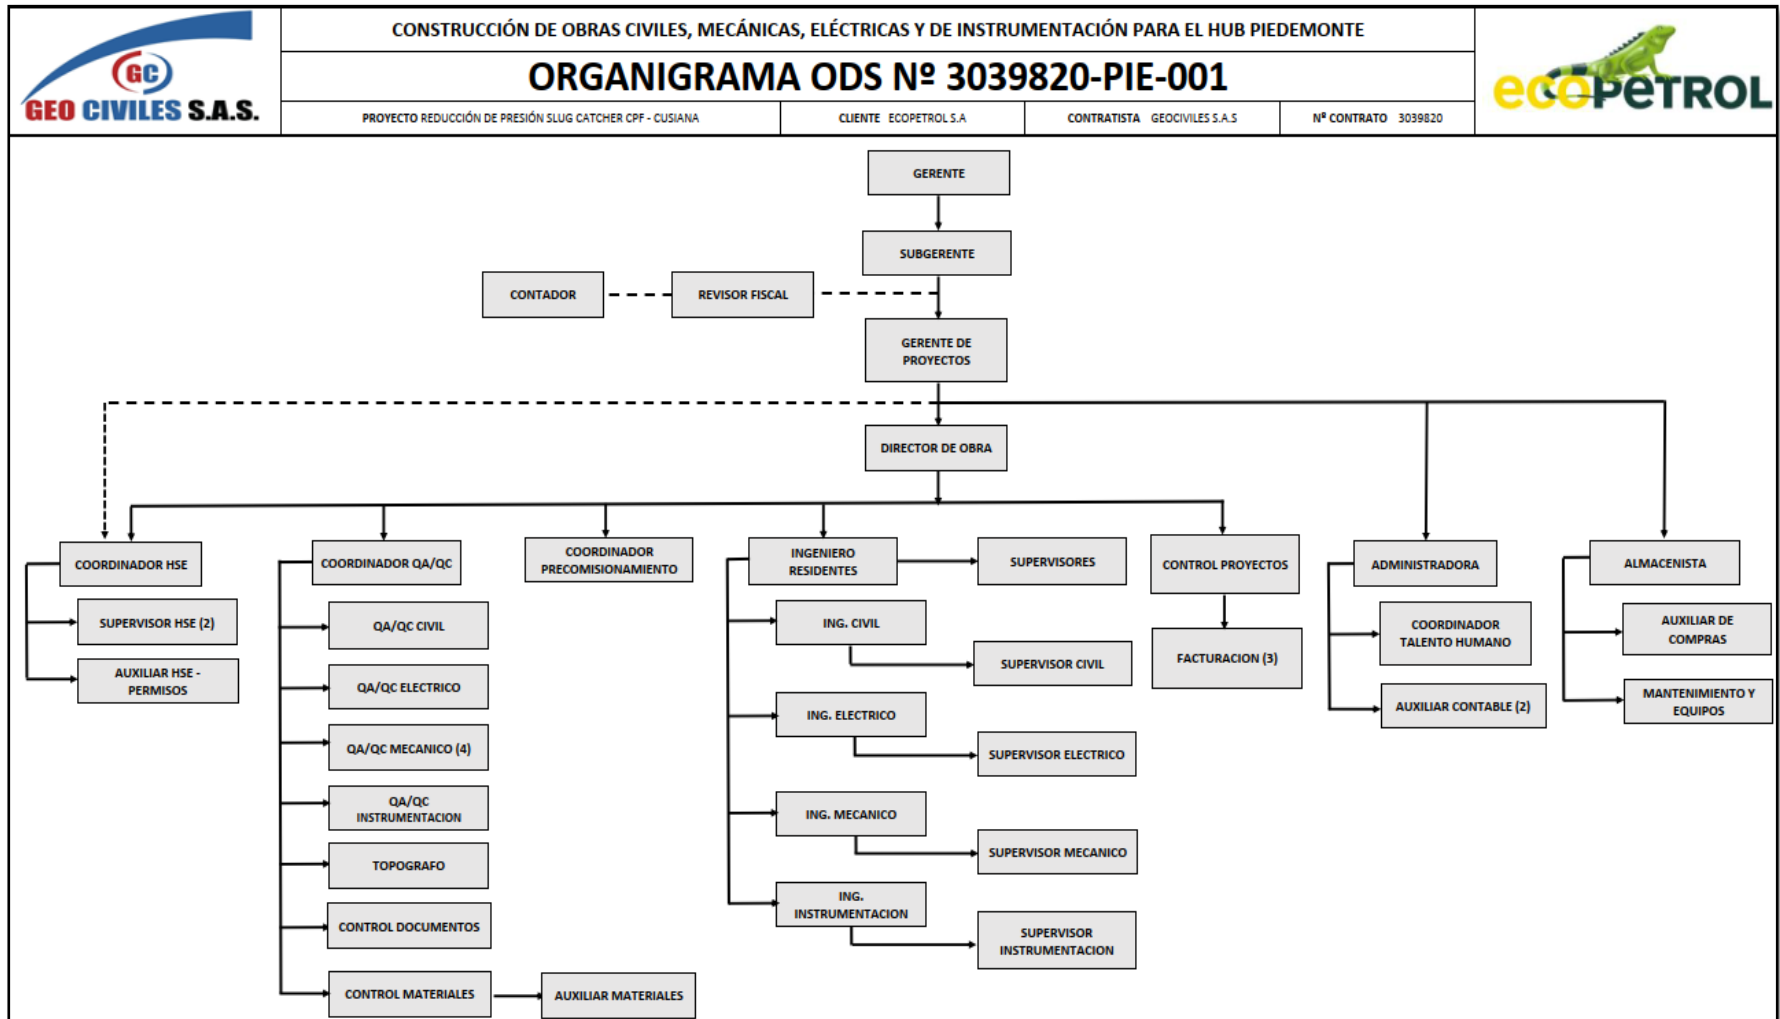 GC
GEO CIVILES S.A.S.
CONSTRUCCIÓN DE OBRAS CIVILES, MECÁNICAS, ELÉCTRICAS Y DE INSTRUMENTACIÓN PARA EL HUB PIEDEMONTE
ORGANIGRAMA ODS Nº 3039820-PIE-001
PROYECTO REDUCCIÓN DE PRESIÓN SLUG CATCHER CPF - CUSIANA
CLIENTE ECOPETROL S.A
CONTRATISTA GEOCIVILES S.A.S
Nº CONTRATO 3039820
ecopetrol
GERENTE
SUBGERENTE
CONTADOR
REVISOR FISCAL
GERENTE DE
PROYECTOS
DIRECTOR DE OBRA
COORDINADOR HSE
SUPERVISOR HSE (2)
AUXILIAR HSE -
PERMISOS
COORDINADOR QA/QC
QA/QC CIVIL
QA/QC ELECTRICO
QA/QC MECANICO (4)
QA/QC
INSTRUMENTACION
TOPOGRAFO
CONTROL DOCUMENTOS
CONTROL MATERIALES
AUXILIAR MATERIALES
COORDINADOR
PRECOMISIONAMIENTO
INGENIERO
RESIDENTES
SUPERVISORES
ING. CIVIL
SUPERVISOR CIVIL
ING. ELECTRICO
SUPERVISOR ELECTRICO
ING. MECANICO
SUPERVISOR MECANICO
ING.
INSTRUMENTACION
SUPERVISOR
INSTRUMENTACION
CONTROL PROYECTOS
FACTURACION (3)
ADMINISTRADORA
COORDINADOR
TALENTO HUMANO
AUXILIAR CONTABLE (2)
ALMACENISTA
AUXILIAR DE
COMPRAS
MANTENIMIENTO Y
EQUIPOS